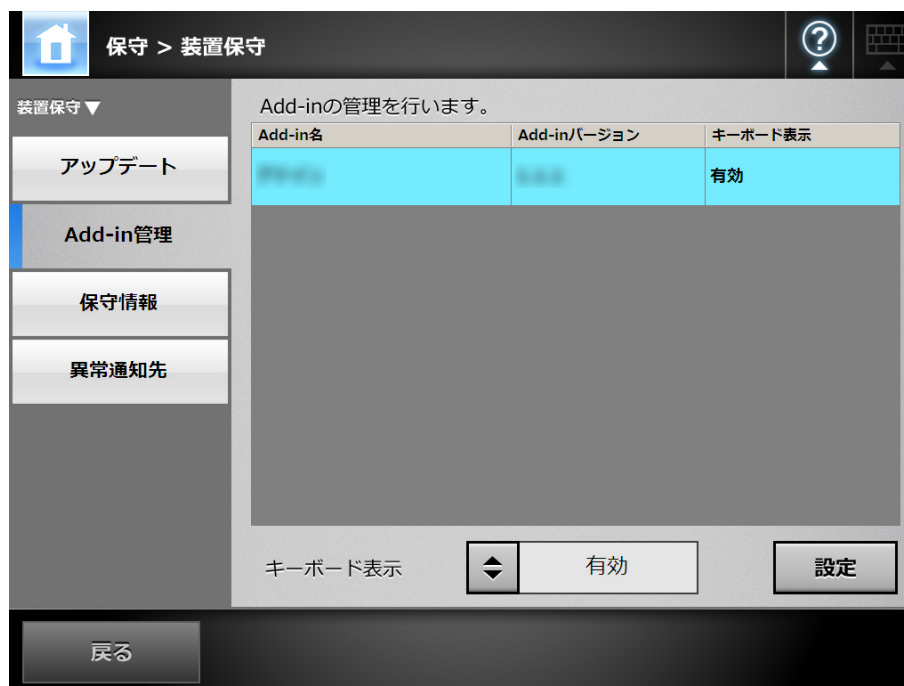 保守 > 装置保守
装置保守▼
アップデート
Add-in管理
保守情報
異常通知先
Add-inの管理を行います。
Add-in名 Add-inバージョン キーボード表示
有効
キーボード表示 有効 設定
戻る